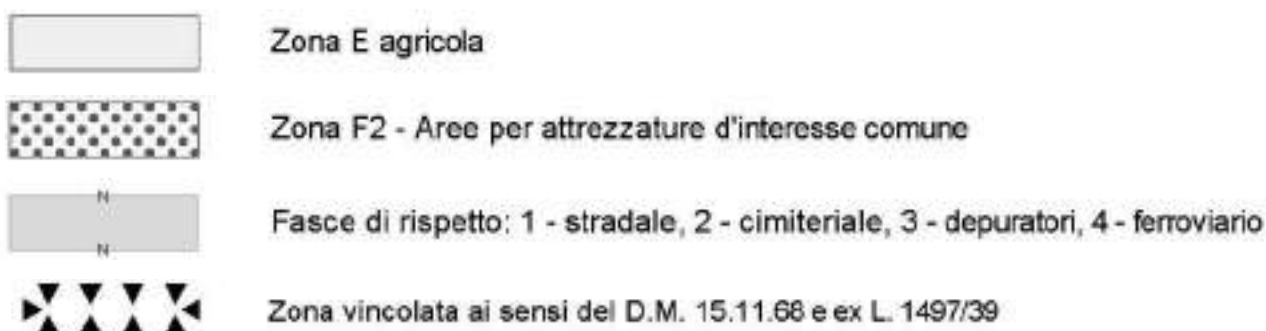 Zona E agricola
Zona F2 - Aree per attrezzature d'interesse comune
N
Fasce di rispetto: 1 - stradale, 2 - cimiteriale, 3 - depuratori, 4 - ferroviario
N
Zona vincolata ai sensi del D.M. 15.11.68 e ex L. 1497/39